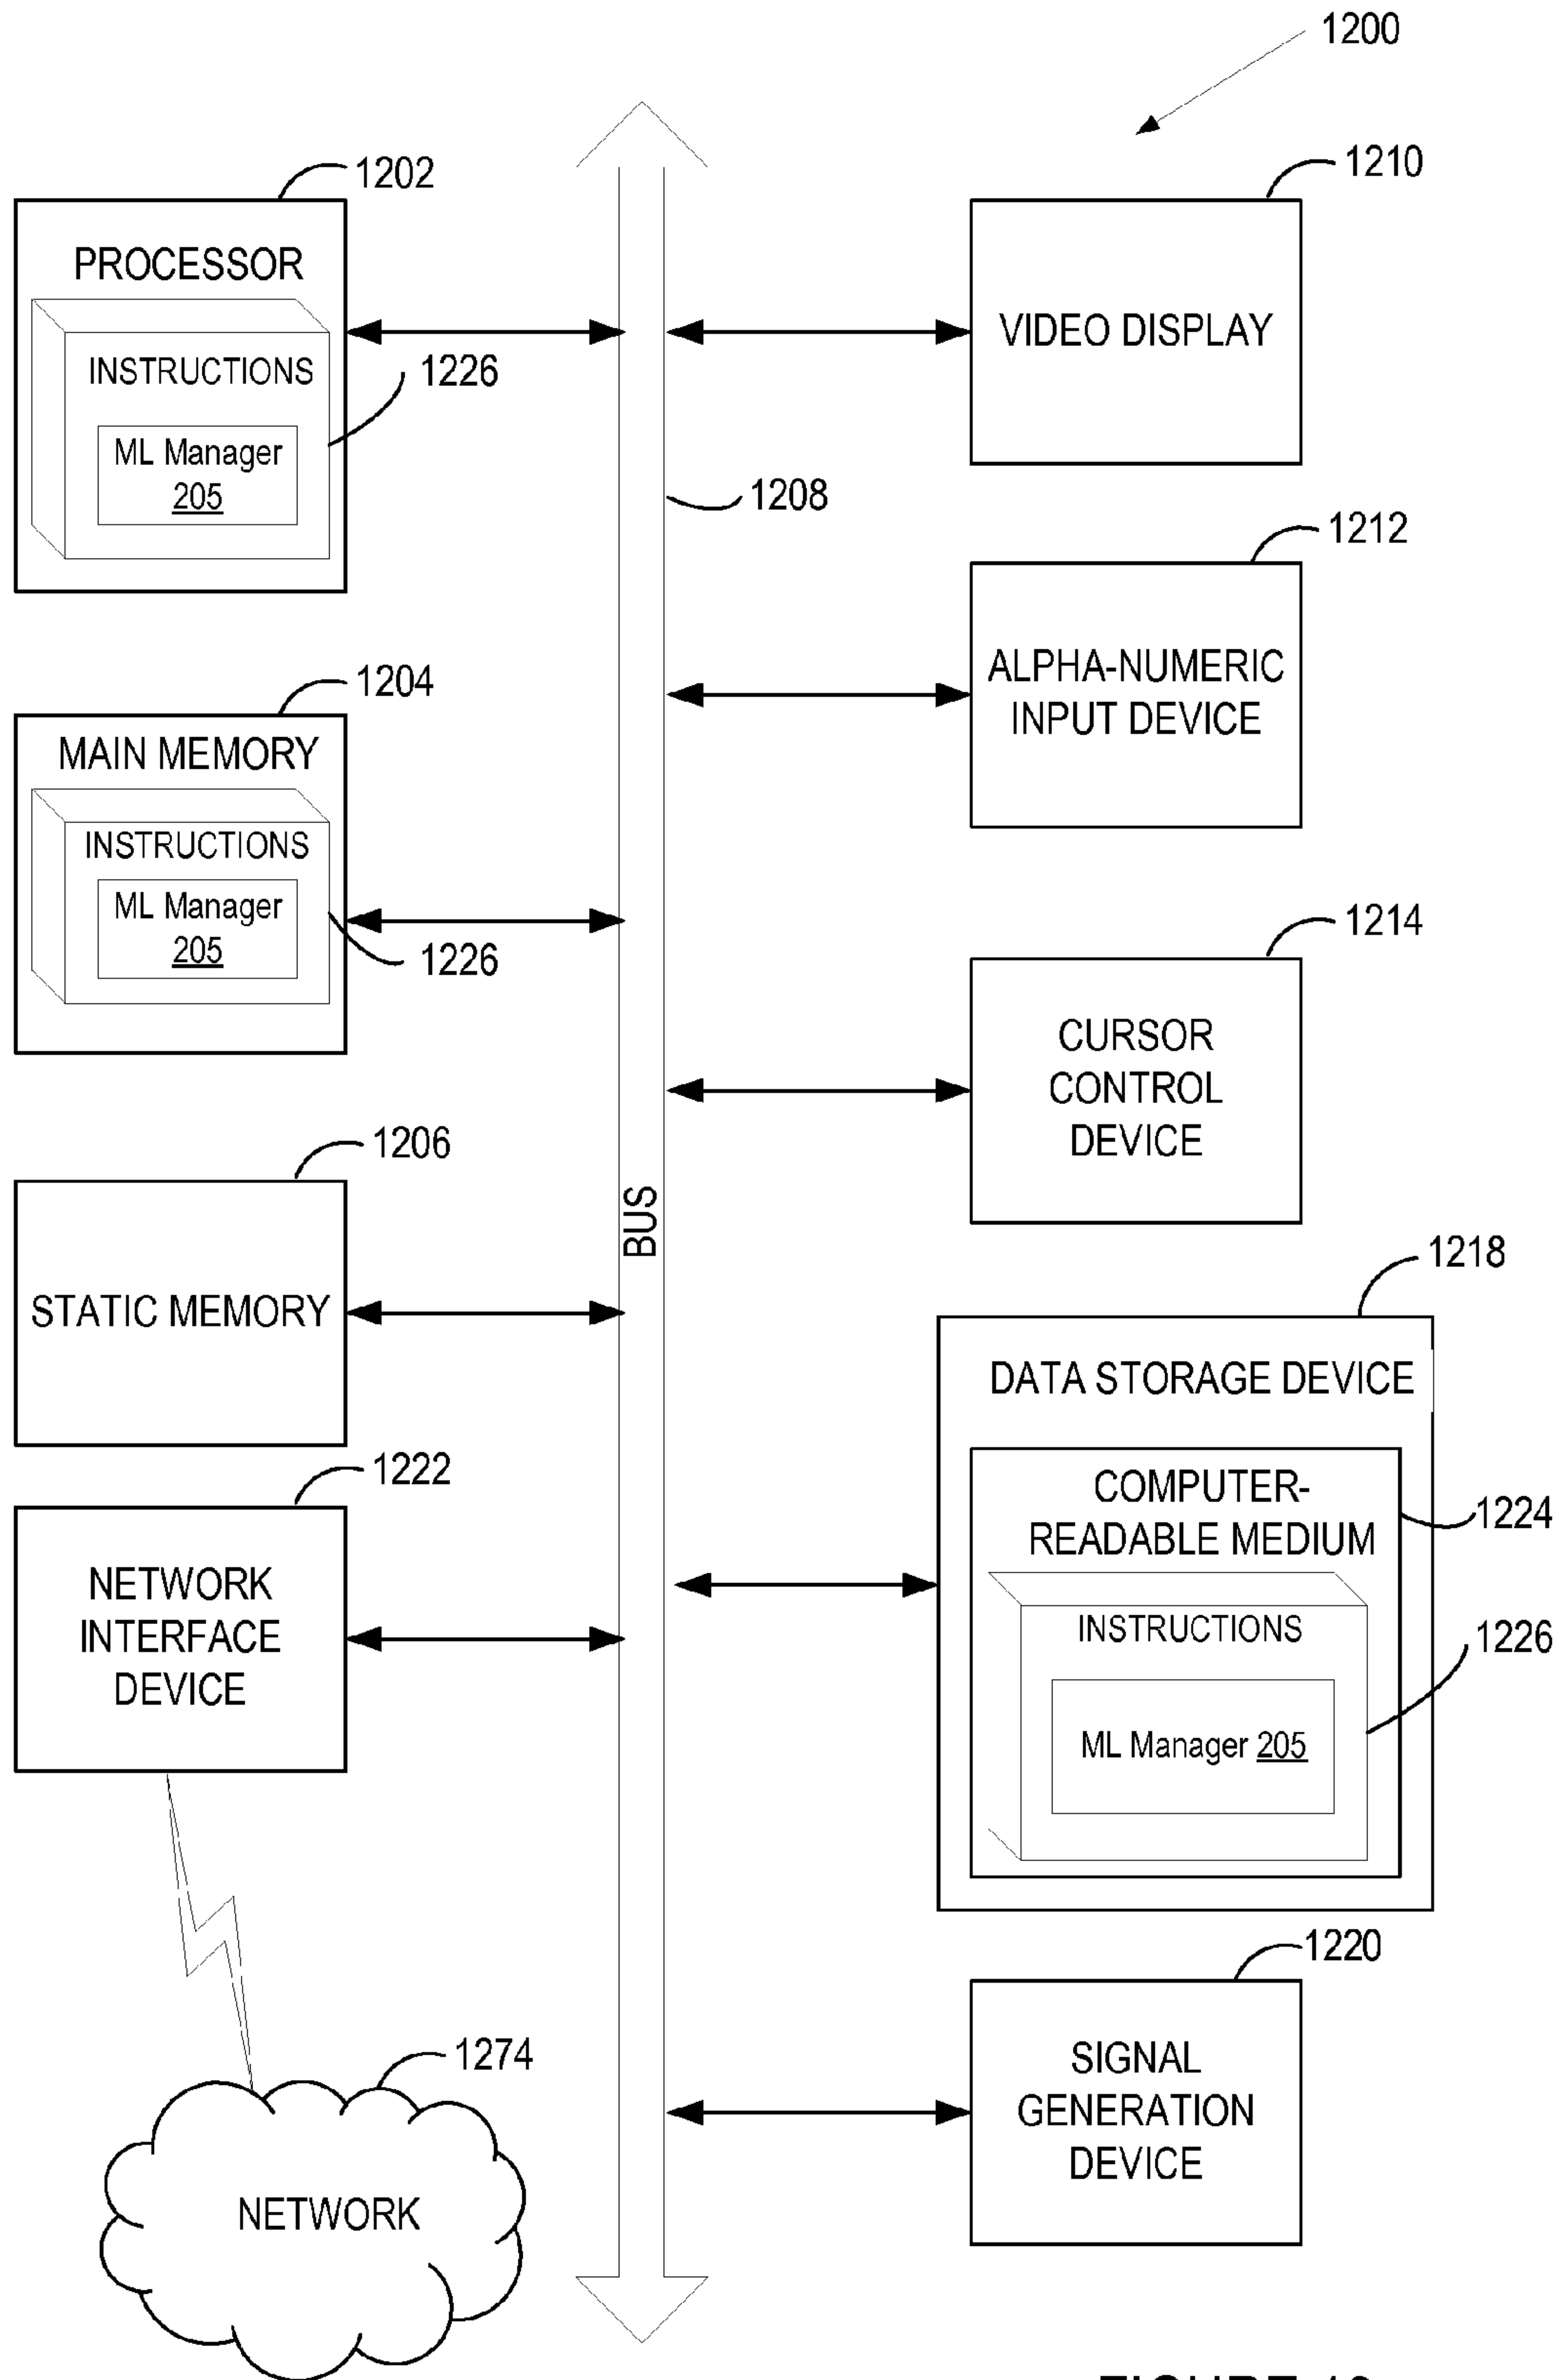 1200
1202
PROCESSOR
INSTRUCTIONS
ML Manager
205
1226
1204
MAIN MEMORY
INSTRUCTIONS
ML Manager
205
1226
1206
STATIC MEMORY
1222
NETWORK
INTERFACE
DEVICE
1274
NETWORK
1208
BUS
1210
VIDEO DISPLAY
1212
ALPHA-NUMERIC
INPUT DEVICE
1214
CURSOR
CONTROL
DEVICE
1218
DATA STORAGE DEVICE
COMPUTER-
READABLE MEDIUM
1224
INSTRUCTIONS
1226
ML Manager 205
1220
SIGNAL
GENERATION
DEVICE